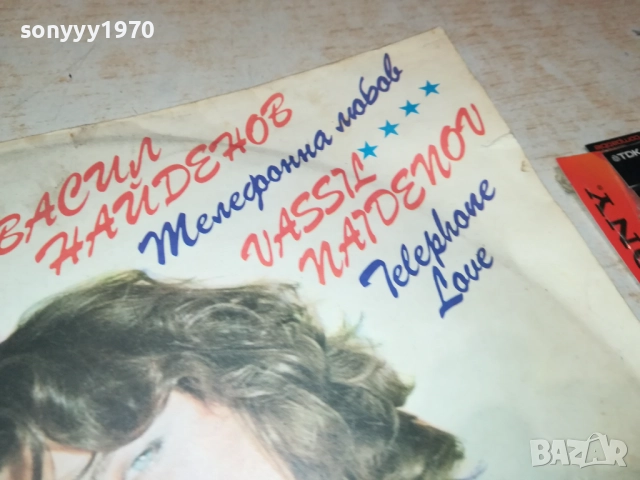 sonyyy1970
ВАСИЛ
НАЙДЕНОВ
Телефонна любов
VASSIL
NAIDENOV
Telephone
Love
TDK
BAZAR